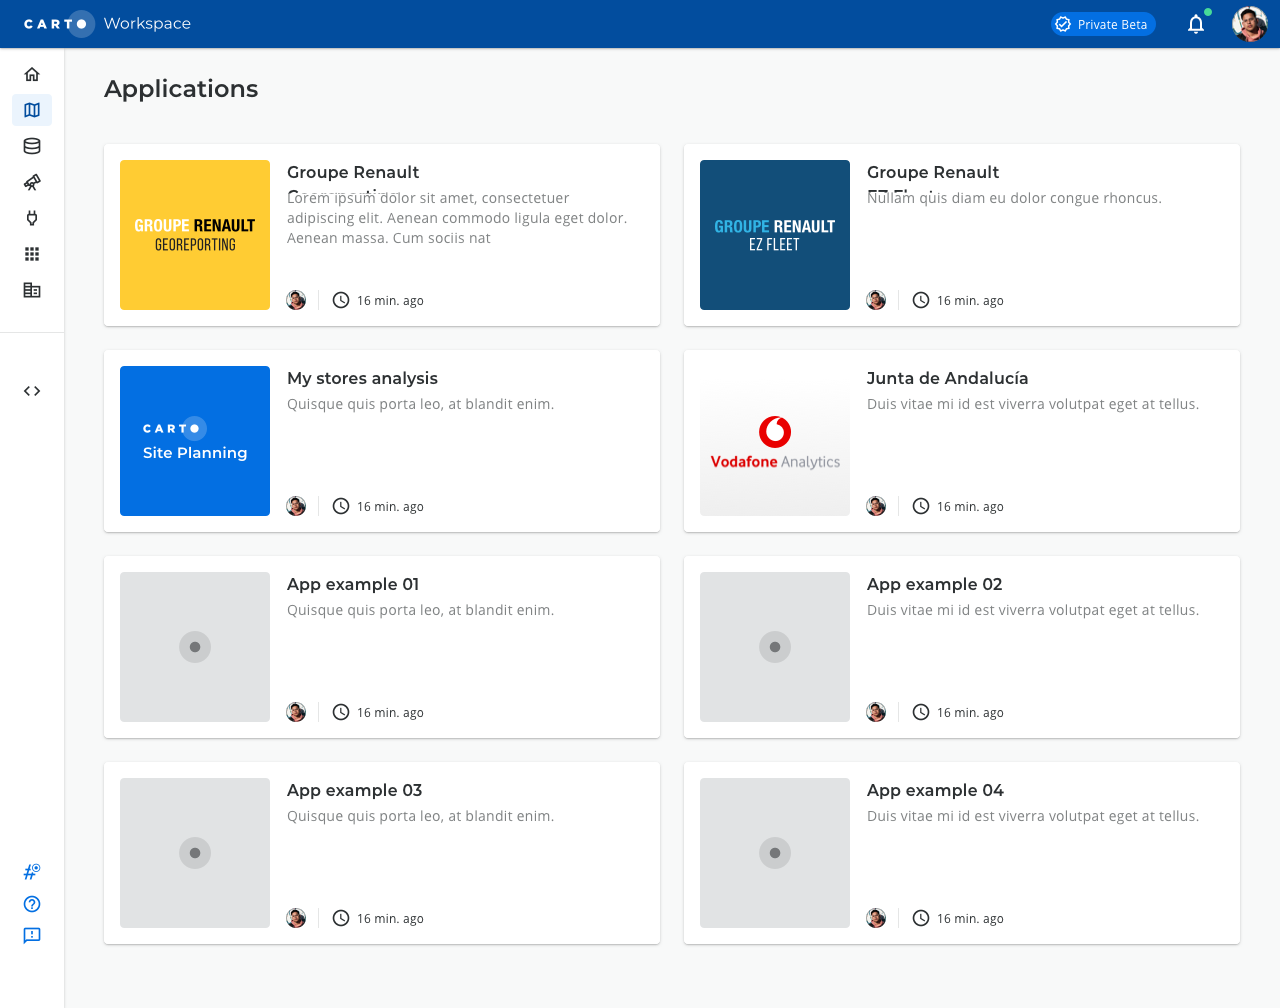 CARTO Workspace
Private Beta
Applications
GROUPE RENAULT
GEOREPORTING
Groupe Renault
Lorem ipsum dolor sit amet, consectetuer
adipiscing elit. Aenean commodo ligula eget dolor.
Aenean massa. Cum sociis nat
16 min. ago
GROUPE RENAULT
EZ FLEET
Groupe Renault
Nullam quis diam eu dolor congue rhoncus.
16 min. ago
CARTO
Site Planning
My stores analysis
Quisque quis porta leo, at blandit enim.
16 min. ago
Vodafone Analytics
Junta de Andalucía
Duis vitae mi id est viverra volutpat eget at tellus.
16 min. ago
App example 01
Quisque quis porta leo, at blandit enim.
16 min. ago
App example 02
Duis vitae mi id est viverra volutpat eget at tellus.
16 min. ago
App example 03
Quisque quis porta leo, at blandit enim.
16 min. ago
App example 04
Duis vitae mi id est viverra volutpat eget at tellus.
16 min. ago